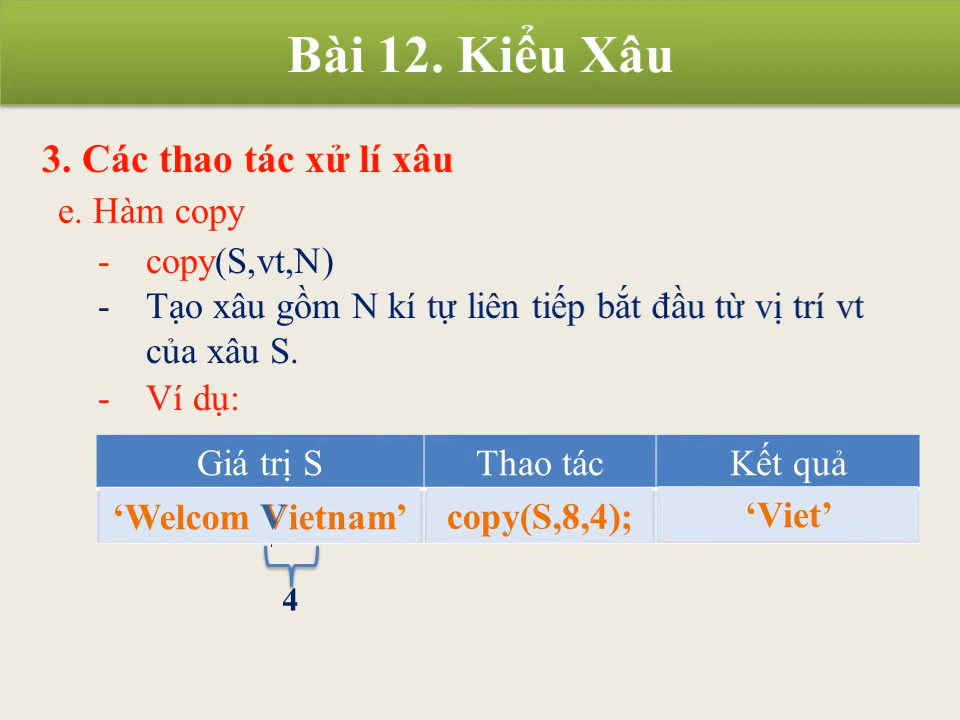 Bài 12. Kiểu Xâu
3. Các thao tác xử lí xâu
e. Hàm copy
- copy(S,vt,N)
- Tạo xâu gồm N kí tự liên tiếp bắt đầu từ vị trí vt
của xâu S.
- Ví dụ:
Giá trị S Thao tác Kết quả
‘Welcom Vietnam’ copy(S,8,4); ‘Viet’
4